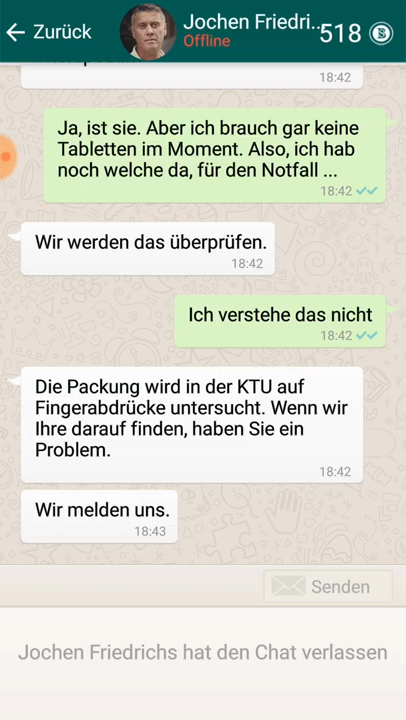 Zurück
Jochen Friedri..
518
Offline
18:42
Ja, ist sie. Aber ich brauch gar keine
Tabletten im Moment. Also, ich hab
noch welche da, für den Notfall ...
18:42
Wir werden das überprüfen.
18:42
Ich verstehe das nicht
18:42
Die Packung wird in der KTU auf
Fingerabdrücke untersucht. Wenn wir
Ihre darauf finden, haben Sie ein
Problem.
18:42
Wir melden uns.
18:43
Senden
Jochen Friedrichs hat den Chat verlassen